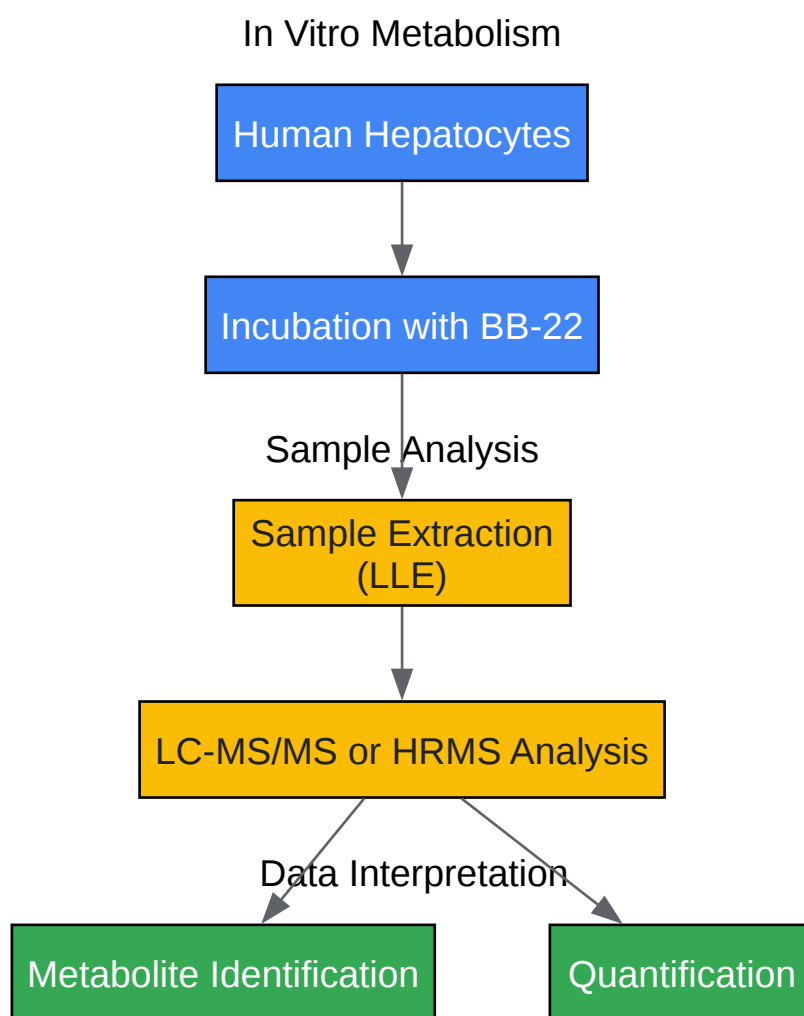 In Vitro Metabolism
Human Hepatocytes
Incubation with BB-22
Sample Analysis
Sample Extraction
(LLE)
LC-MS/MS or HRMS Analysis
Data Interpretation
Metabolite Identification
Quantification